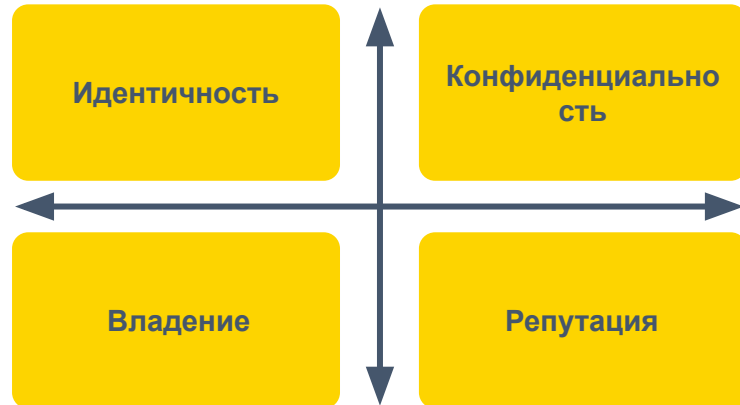 Идентичность
Конфиденциально
сть
Владение
Репутация